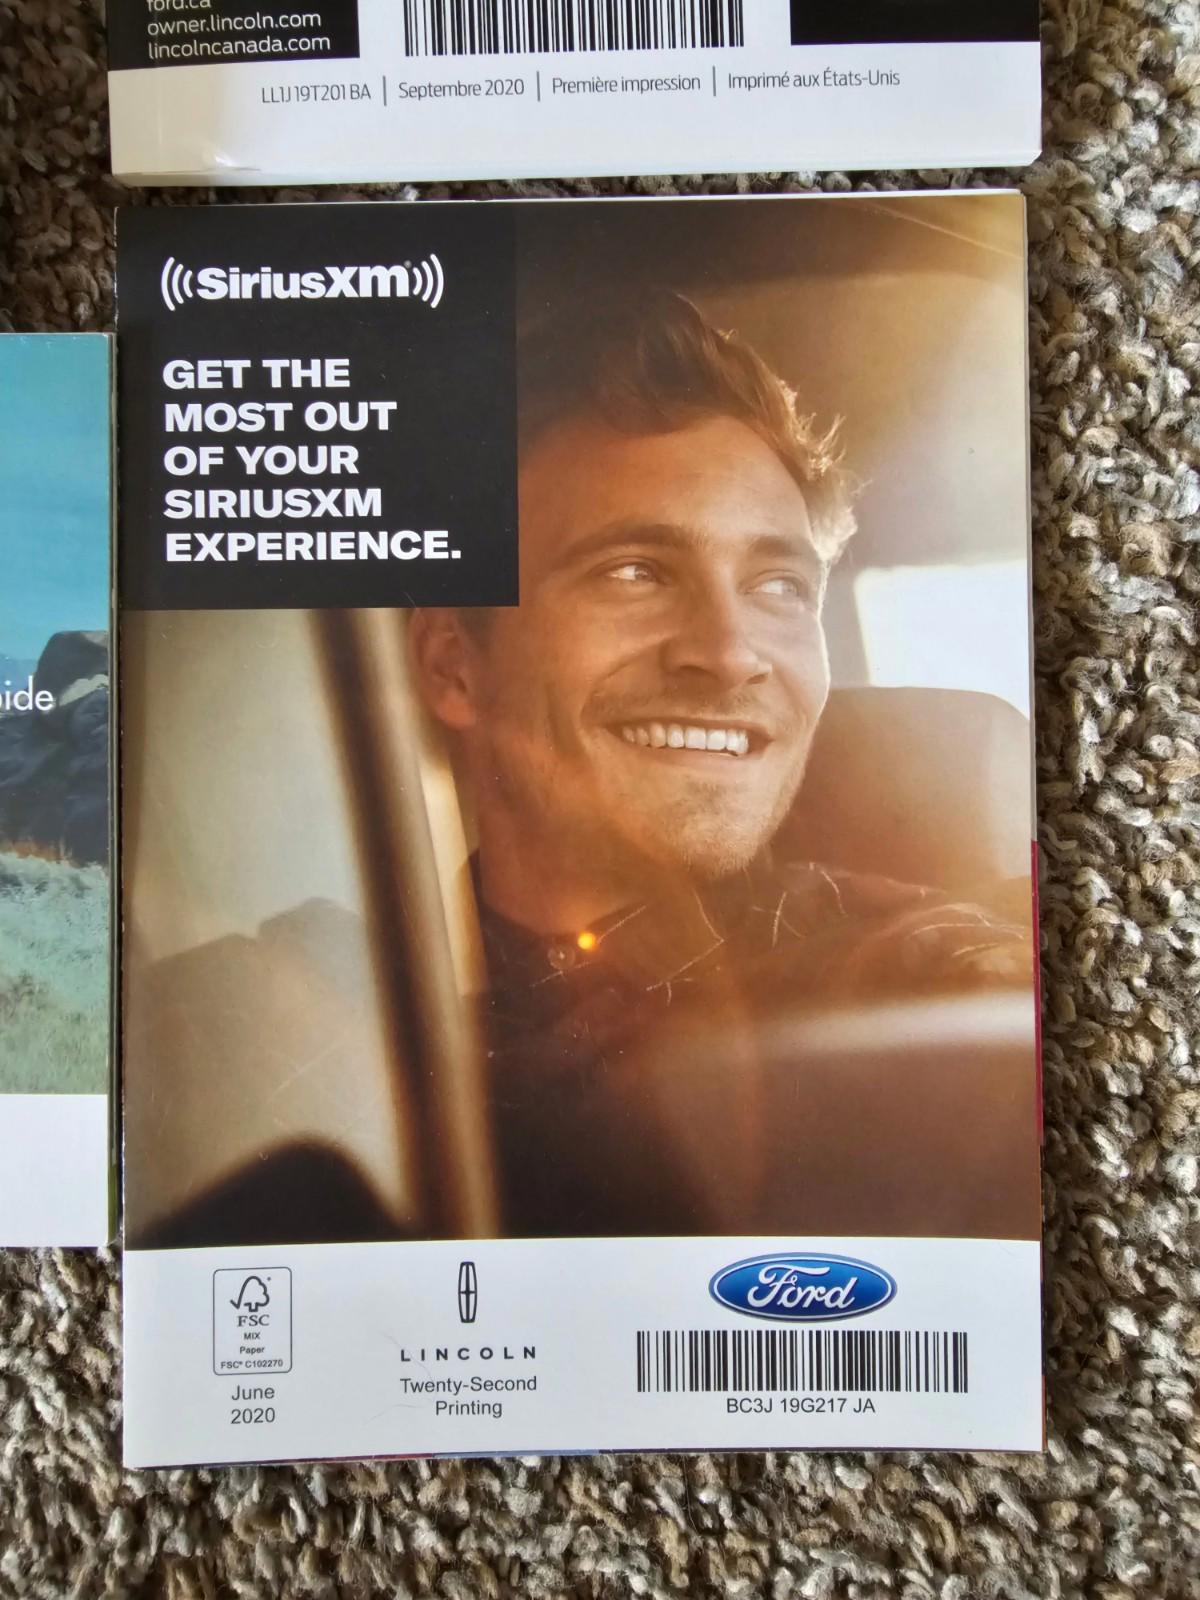 ford.ca
owner.lincoln.com
lincolncanada.com
LL1J 19T201 BA | Septembre 2020 | Première impression | Imprimé aux États-Unis
((( SiriusXM® )))
GET THE
MOST OUT
OF YOUR
SIRIUSXM
EXPERIENCE.
FSC
MIX
Paper
FSC® C102270
June
2020
LINCOLN
Twenty-Second
Printing
Ford
BC3J 19G217 JA